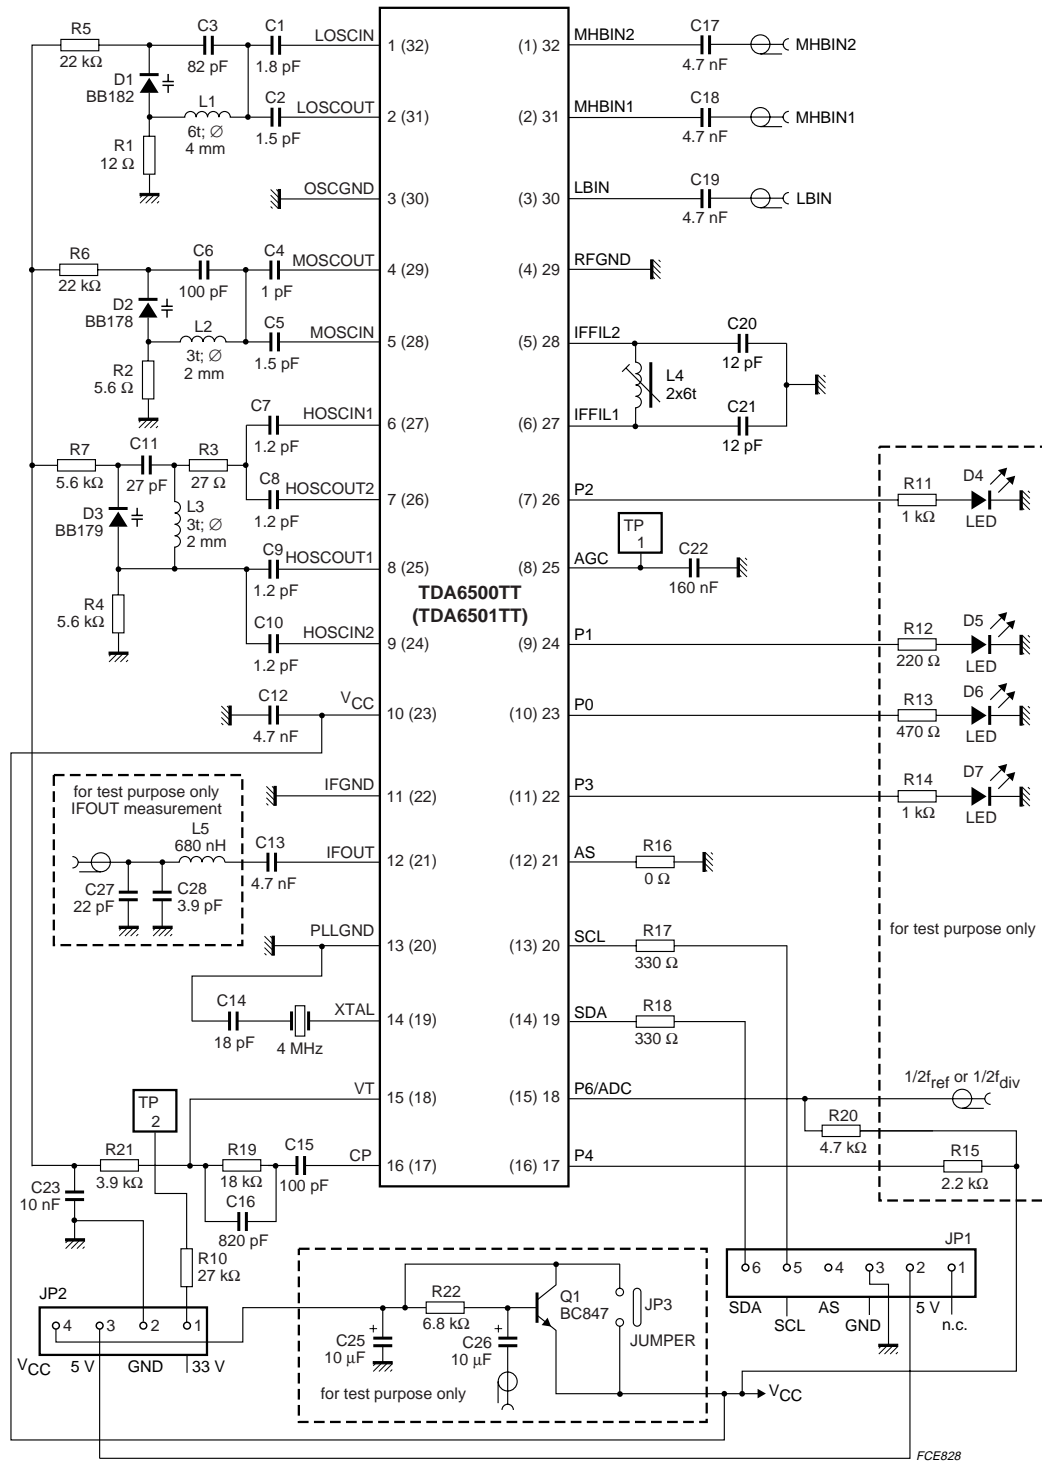 R5
22 kΩ
C3
82 pF
C1
1.8 pF
LOSCIN
1 (32)
(1) 32
MHBIN2
C17
4.7 nF
MHBIN2
D1
BB182
L1
6t; ∅
4 mm
C2
1.5 pF
LOSCOUT
2 (31)
(2) 31
MHBIN1
C18
4.7 nF
MHBIN1
R1
12 Ω
OSCGND
3 (30)
(3) 30
LBIN
C19
4.7 nF
LBIN
R6
22 kΩ
C6
100 pF
C4
1 pF
MOSCOUT
4 (29)
(4) 29
RFGND
D2
BB178
L2
3t; ∅
2 mm
C5
1.5 pF
MOSCIN
5 (28)
(5) 28
IFFIL2
C20
12 pF
R2
5.6 Ω
L4
2x6t
C7
1.2 pF
HOSCIN1
6 (27)
(6) 27
IFFIL1
C21
12 pF
R7
5.6 kΩ
C11
27 pF
R3
27 Ω
C8
1.2 pF
HOSCOUT2
7 (26)
(7) 26
P2
R11
1 kΩ
D4
LED
D3
BB179
L3
3t; ∅
2 mm
TP
1
C9
1.2 pF
HOSCOUT1
8 (25)
(8) 25
AGC
C22
160 nF
TDA6500TT
(TDA6501TT)
R4
5.6 kΩ
C10
1.2 pF
HOSCIN2
9 (24)
(9) 24
P1
R12
220 Ω
D5
LED
C12
4.7 nF
VCC
10 (23)
(10) 23
P0
R13
470 Ω
D6
LED
for test purpose only
IFOUT measurement
IFGND
11 (22)
(11) 22
P3
R14
1 kΩ
D7
LED
L5
680 nH
C13
4.7 nF
IFOUT
12 (21)
(12) 21
AS
R16
0 Ω
C27
22 pF
C28
3.9 pF
PLLGND
13 (20)
(13) 20
SCL
R17
330 Ω
for test purpose only
C14
18 pF
4 MHz
XTAL
14 (19)
(14) 19
SDA
R18
330 Ω
TP
2
VT
15 (18)
(15) 18
P6/ADC
1/2fref or 1/2fdiv
R20
4.7 kΩ
R21
3.9 kΩ
R19
18 kΩ
C15
100 pF
CP
16 (17)
(16) 17
P4
R15
2.2 kΩ
C23
10 nF
C16
820 pF
R10
27 kΩ
JP1
6 5 4 3 2 1
SDA
SCL
AS
GND
5 V
n.c.
JP2
4 3 2 1
VCC
5 V
GND
33 V
R22
6.8 kΩ
Q1
BC847
JP3
JUMPER
+
C25
10 µF
+
C26
10 µF
for test purpose only
VCC
FCE828